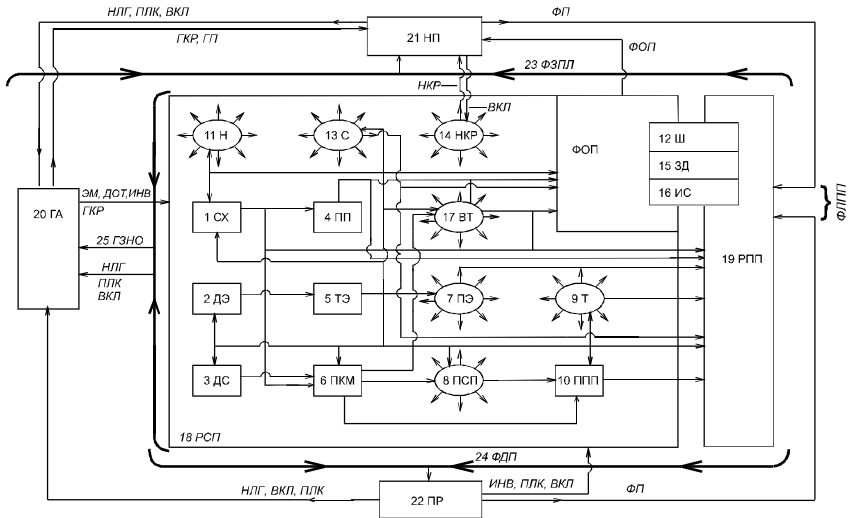 НЛГ, ПЛК, ВКЛ
ФП
21 НП
ГКР, ГП
ФОП
23 ФЗПЛ
НКР
ВКЛ
11 Н
13 С
14 НКР
ФОП
12 Ш
15 ЗД
16 ИС
ЭМ, ДОТ,ИНВ
ГКР
20 ГА
1 СХ
4 ПП
17 ВТ
ФЛПП
25 ГЗНО
19 РПП
НЛГ
ПЛК
ВКЛ
2 ДЭ
5 ТЭ
7 ПЭ
9 Т
3 ДС
6 ПКМ
8 ПСП
10 ППП
18 РСП
24 ФДП
НЛГ, ВКЛ, ПЛК
22 ПР
ИНВ, ПЛК, ВКЛ
ФП